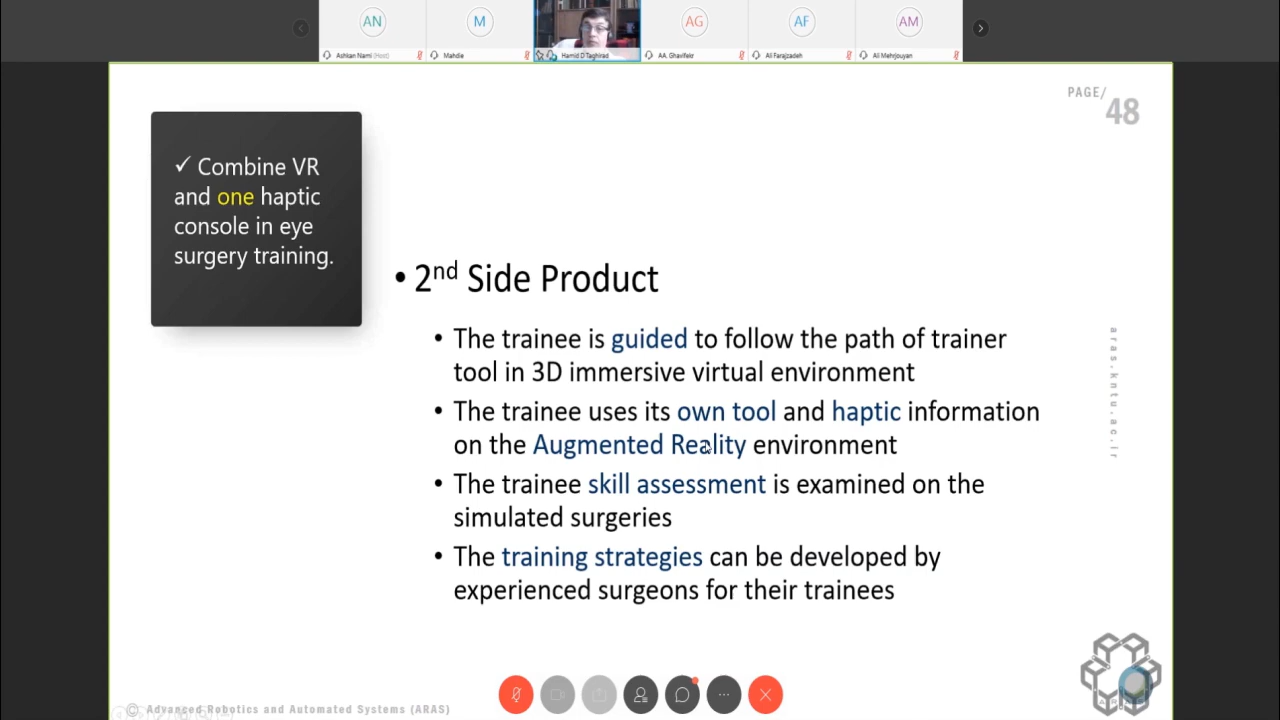 AN
M
AG
AF
AM
Ashkan Nami (Host)
Mahdie
Hamid D Taghirad
AA. Ghavifekr
Ali Farajzadeh
Ali Mehrjouyan
PAGE/
48
✓ Combine VR
and one haptic
console in eye
surgery training.
• 2nd Side Product
• The trainee is guided to follow the path of trainer
tool in 3D immersive virtual environment
• The trainee uses its own tool and haptic information
on the Augmented Reality environment
• The trainee skill assessment is examined on the
simulated surgeries
• The training strategies can be developed by
experienced surgeons for their trainees
aras.kntu.ac.ir
ARAS
© Advanced Robotics and Automated Systems (ARAS)